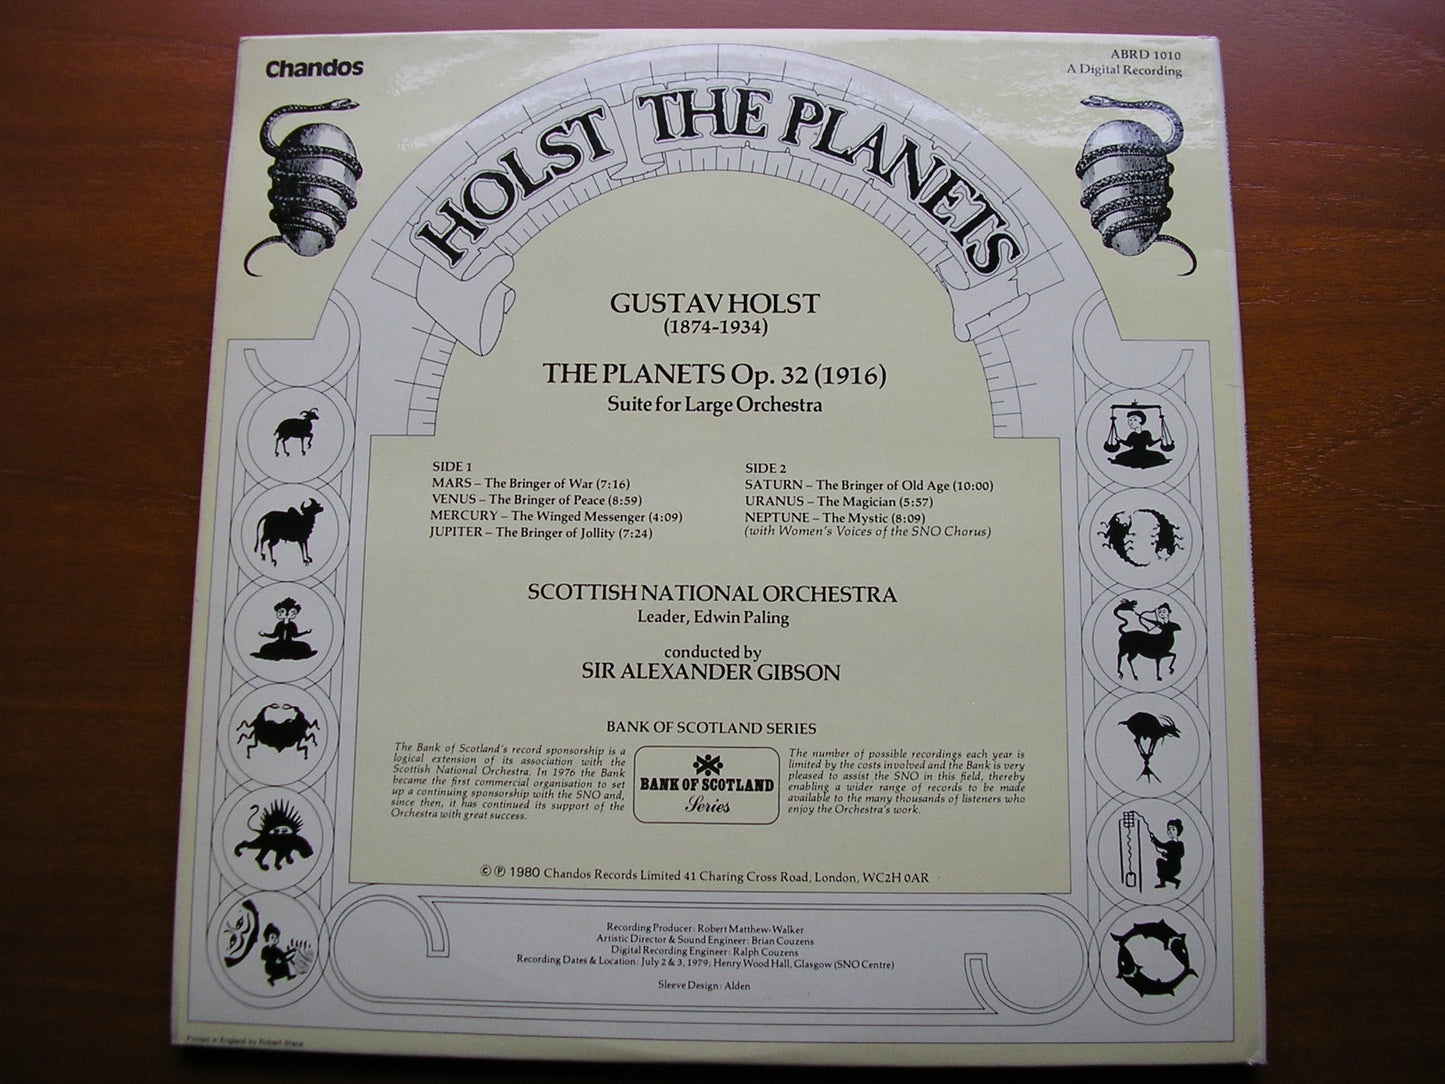 Chandos
ABRD 1010
A Digital Recording
HOLST THE PLANETS
GUSTAV HOLST
(1874-1934)
THE PLANETS Op. 32 (1916)
Suite for Large Orchestra
SIDE 1
MARS – The Bringer of War (7:16)
VENUS – The Bringer of Peace (8:59)
MERCURY – The Winged Messenger (4:09)
JUPITER – The Bringer of Jollity (7:24)
SIDE 2
SATURN – The Bringer of Old Age (10:00)
URANUS – The Magician (5:57)
NEPTUNE – The Mystic (8:09)
(with Women's Voices of the SNO Chorus)
SCOTTISH NATIONAL ORCHESTRA
Leader, Edwin Paling
conducted by
SIR ALEXANDER GIBSON
BANK OF SCOTLAND SERIES
The Bank of Scotland's record sponsorship is a
logical extension of its association with the
Scottish National Orchestra. In 1976 the Bank
became the first commercial organisation to set
up a continuing sponsorship with the SNO and,
since then, it has continued its support of the
Orchestra with great success.
BANK OF SCOTLAND
Series
The number of possible recordings each year is
limited by the costs involved and the Bank is very
pleased to assist the SNO in this field, thereby
enabling a wider range of records to be made
available to the many thousands of listeners who
enjoy the Orchestra's work.
© ℗ 1980 Chandos Records Limited 41 Charing Cross Road, London, WC2H 0AR
Recording Producer: Robert Matthew-Walker
Artistic Director & Sound Engineer: Brian Couzens
Digital Recording Engineer: Ralph Couzens
Recording Dates & Location: July 2 & 3, 1979; Henry Wood Hall, Glasgow (SNO Centre)
Sleeve Design: Alden
Printed in England by Robert Stace